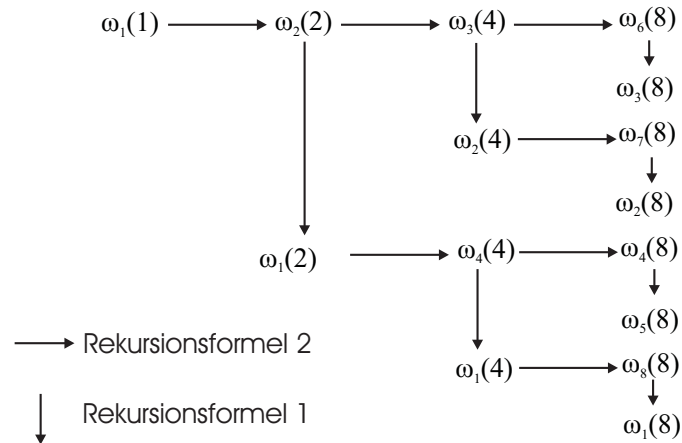 ω₁(1) ω₂(2) ω₃(4) ω₆(8)
ω₃(8)
ω₂(4) ω₇(8)
ω₂(8)
ω₁(2) ω₄(4) ω₄(8)
ω₅(8)
Rekursionsformel 2
ω₁(4) ω₈(8)
Rekursionsformel 1
ω₁(8)